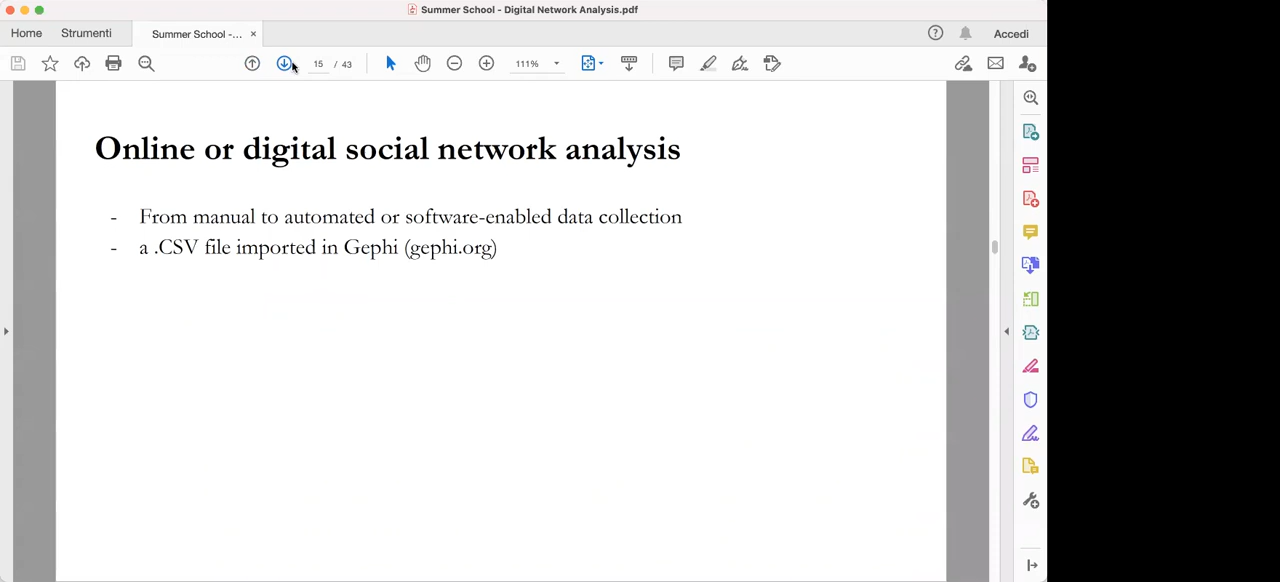 Summer School - Digital Network Analysis.pdf
Home Strumenti Summer School -... × ? Accedi
15 / 43 111%
Online or digital social network analysis
- From manual to automated or software-enabled data collection
- a .CSV file imported in Gephi (gephi.org)